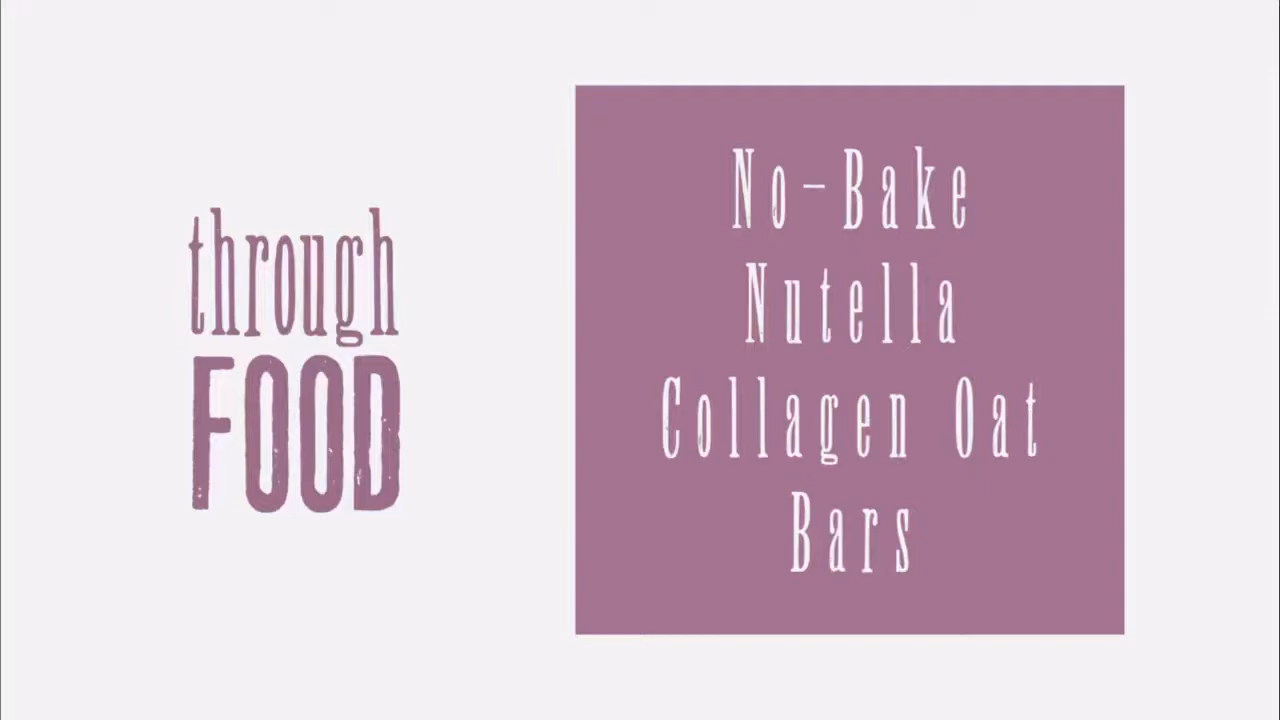 through
FOOD
No-Bake
Nutella
Collagen Oat
Bars